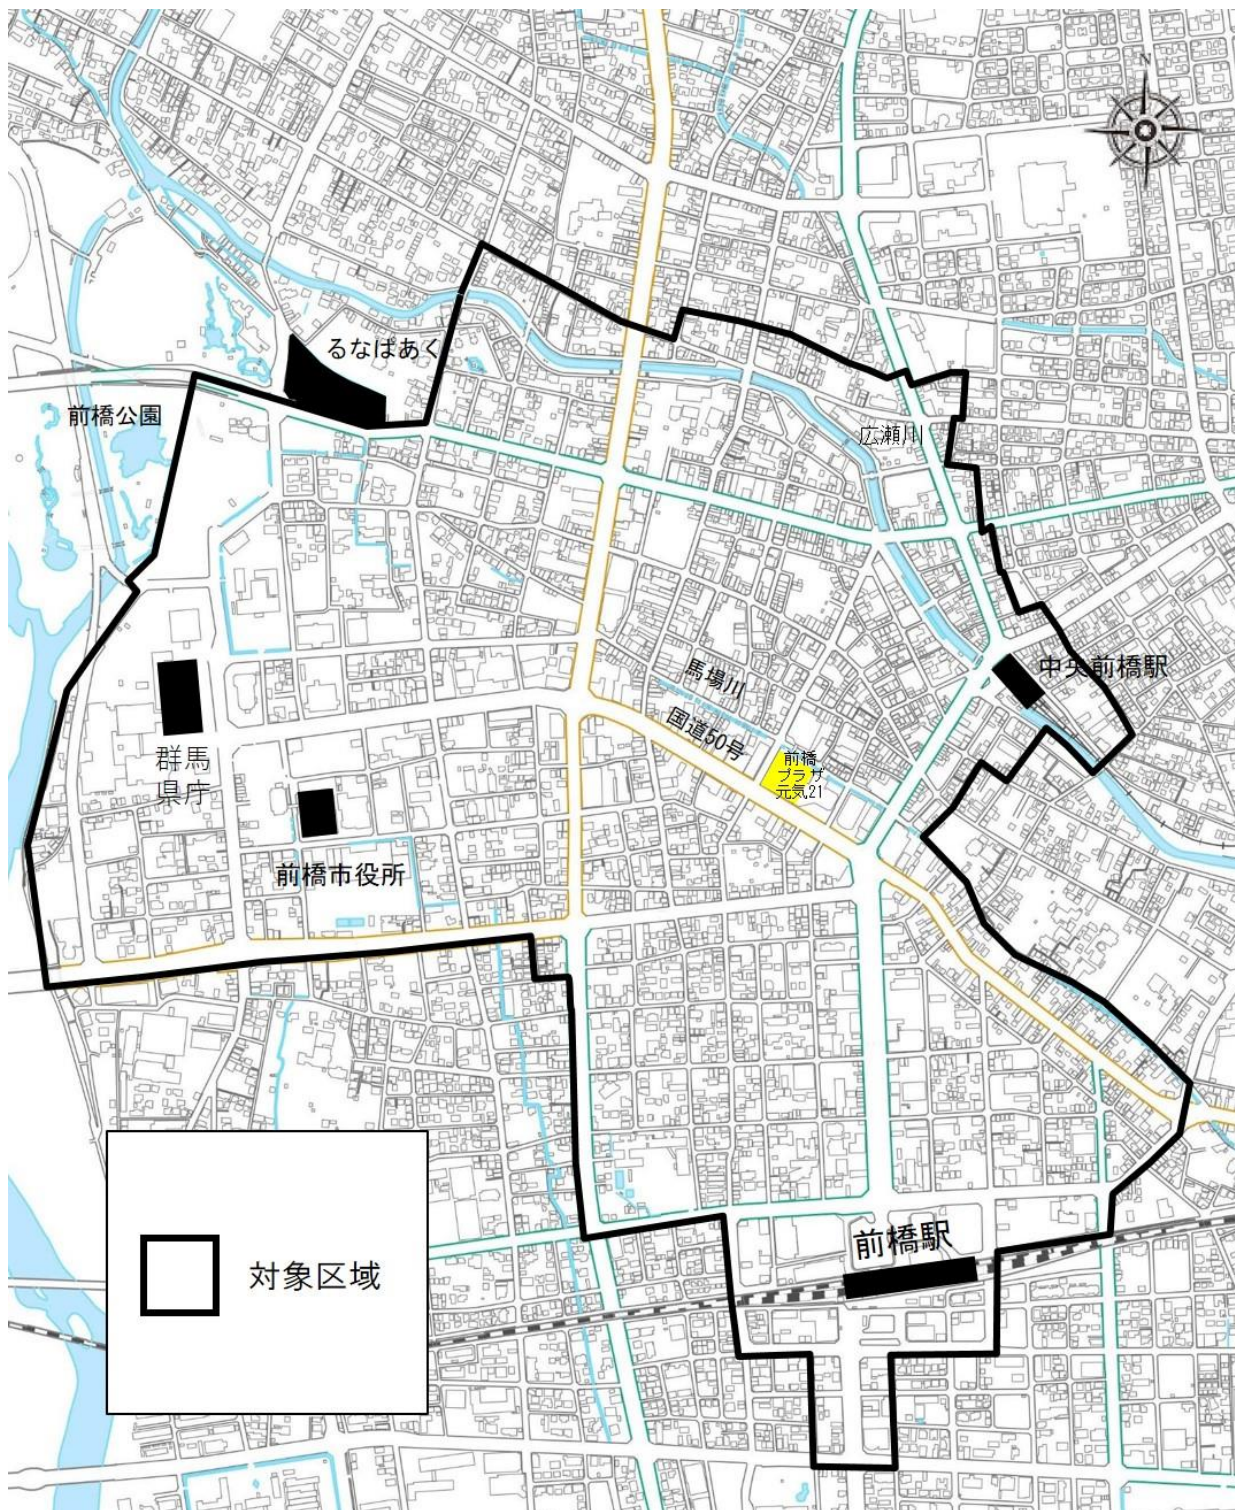 N
るなぱあく
前橋公園
広瀬川
中央前橋駅
馬場川
国道50号
前橋
プラザ
元気21
群馬
県庁
前橋市役所
前橋駅
対象区域